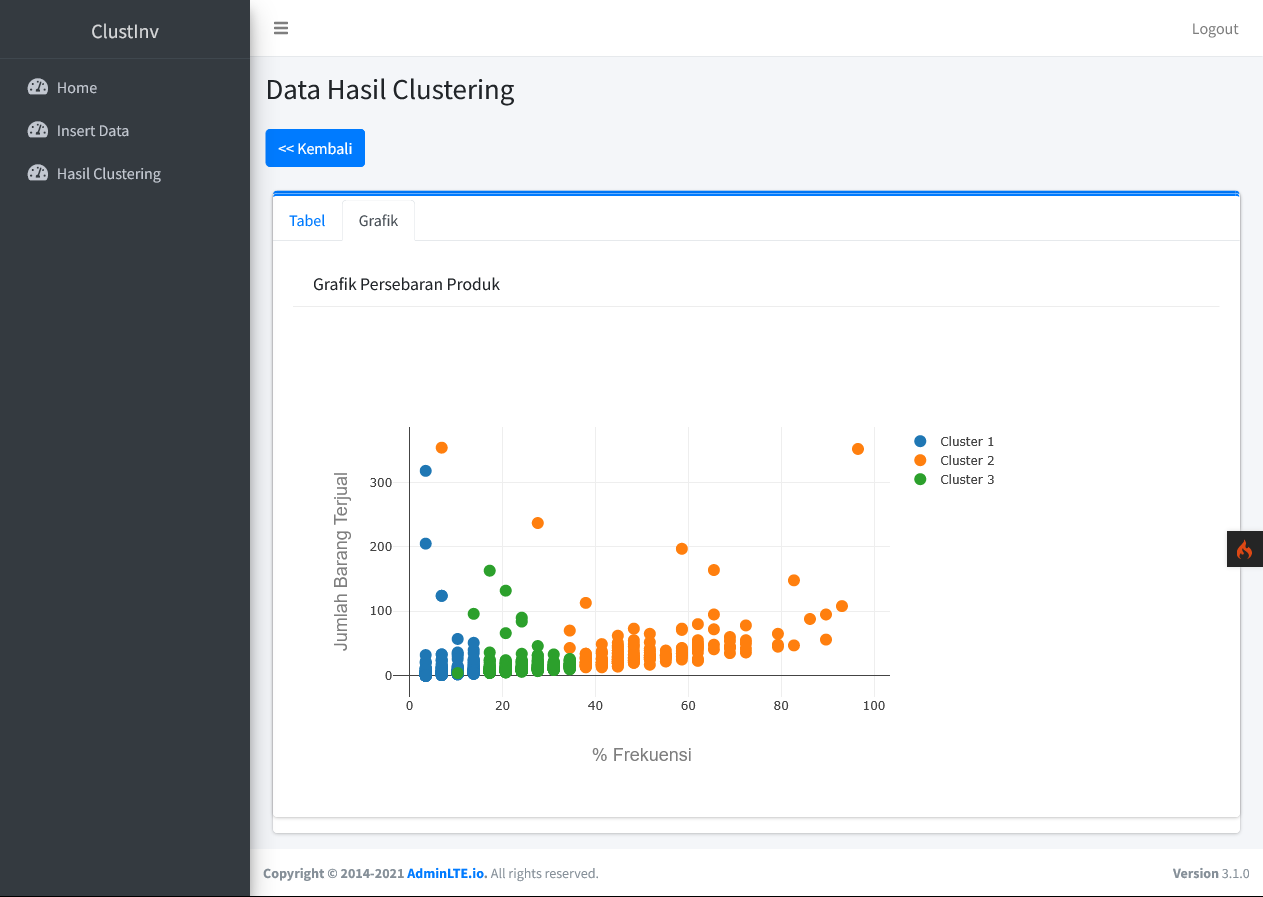 ClustInv
Logout
Home
Insert Data
Hasil Clustering
Data Hasil Clustering
<< Kembali
Tabel
Grafik
Grafik Persebaran Produk
Jumlah Barang Terjual
300
200
100
0
0
20
40
60
80
100
% Frekuensi
Cluster 1
Cluster 2
Cluster 3
Copyright © 2014-2021 AdminLTE.io. All rights reserved.
Version 3.1.0